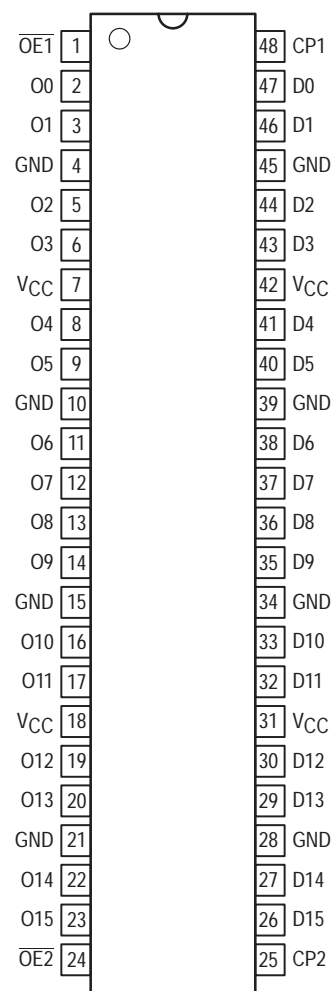 OE1 1 48 CP1
O0 2 47 D0
O1 3 46 D1
GND 4 45 GND
O2 5 44 D2
O3 6 43 D3
VCC 7 42 VCC
O4 8 41 D4
O5 9 40 D5
GND 10 39 GND
O6 11 38 D6
O7 12 37 D7
O8 13 36 D8
O9 14 35 D9
GND 15 34 GND
O10 16 33 D10
O11 17 32 D11
VCC 18 31 VCC
O12 19 30 D12
O13 20 29 D13
GND 21 28 GND
O14 22 27 D14
O15 23 26 D15
OE2 24 25 CP2